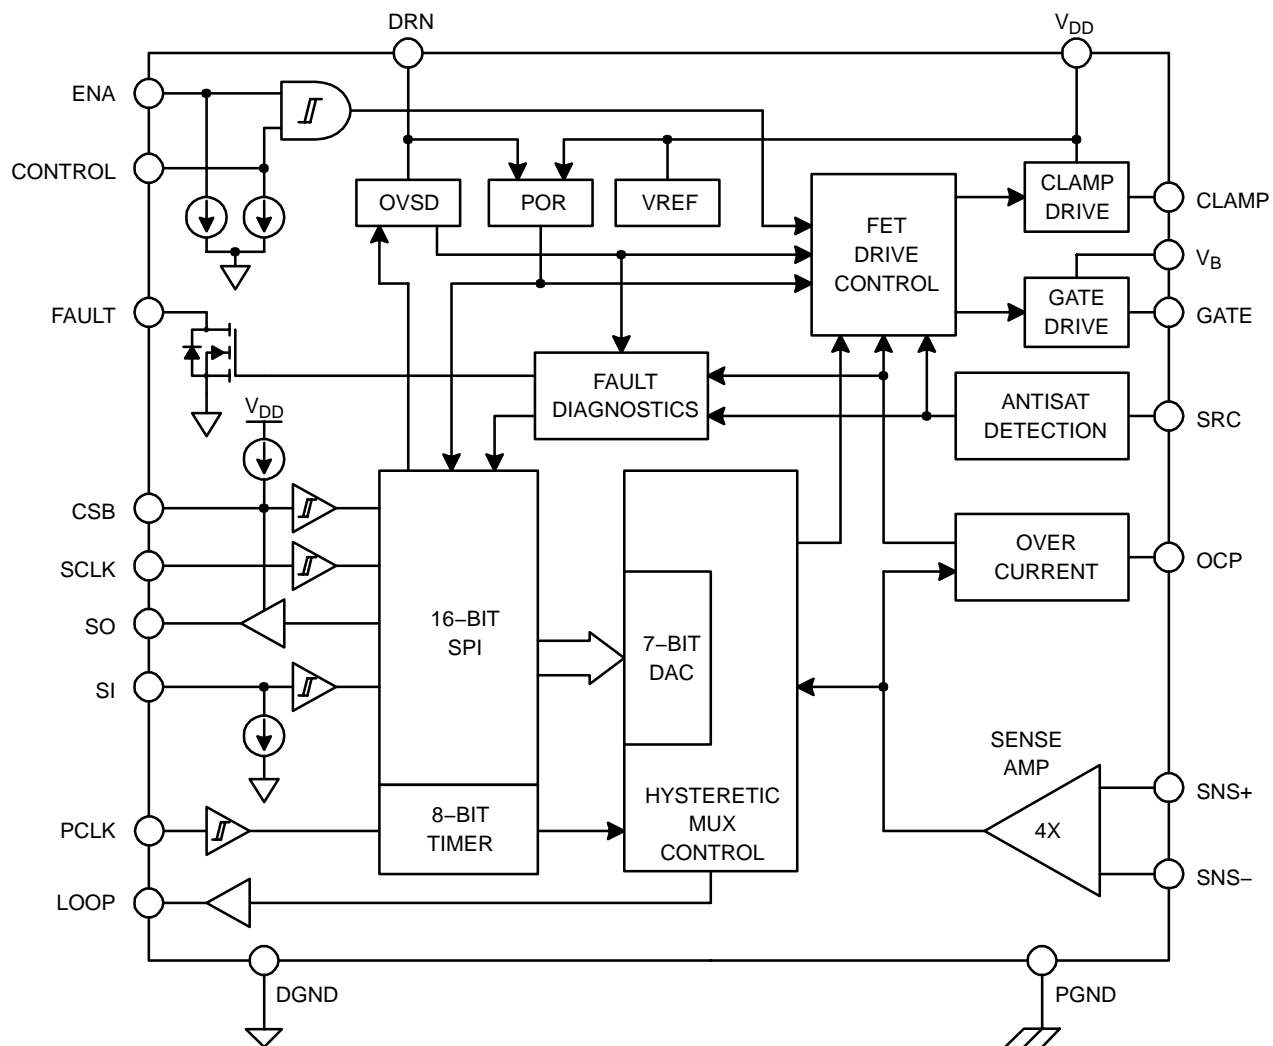 DRN
VDD
ENA
CONTROL
OVSD
POR
VREF
FET
DRIVE
CONTROL
CLAMP
DRIVE
CLAMP
VB
GATE
DRIVE
GATE
FAULT
FAULT
DIAGNOSTICS
ANTISAT
DETECTION
SRC
VDD
CSB
SCLK
SO
SI
16–BIT
SPI
7–BIT
DAC
OVER
CURRENT
OCP
SENSE
AMP
4X
SNS+
SNS–
HYSTERETIC
MUX
CONTROL
8–BIT
TIMER
PCLK
LOOP
DGND
PGND